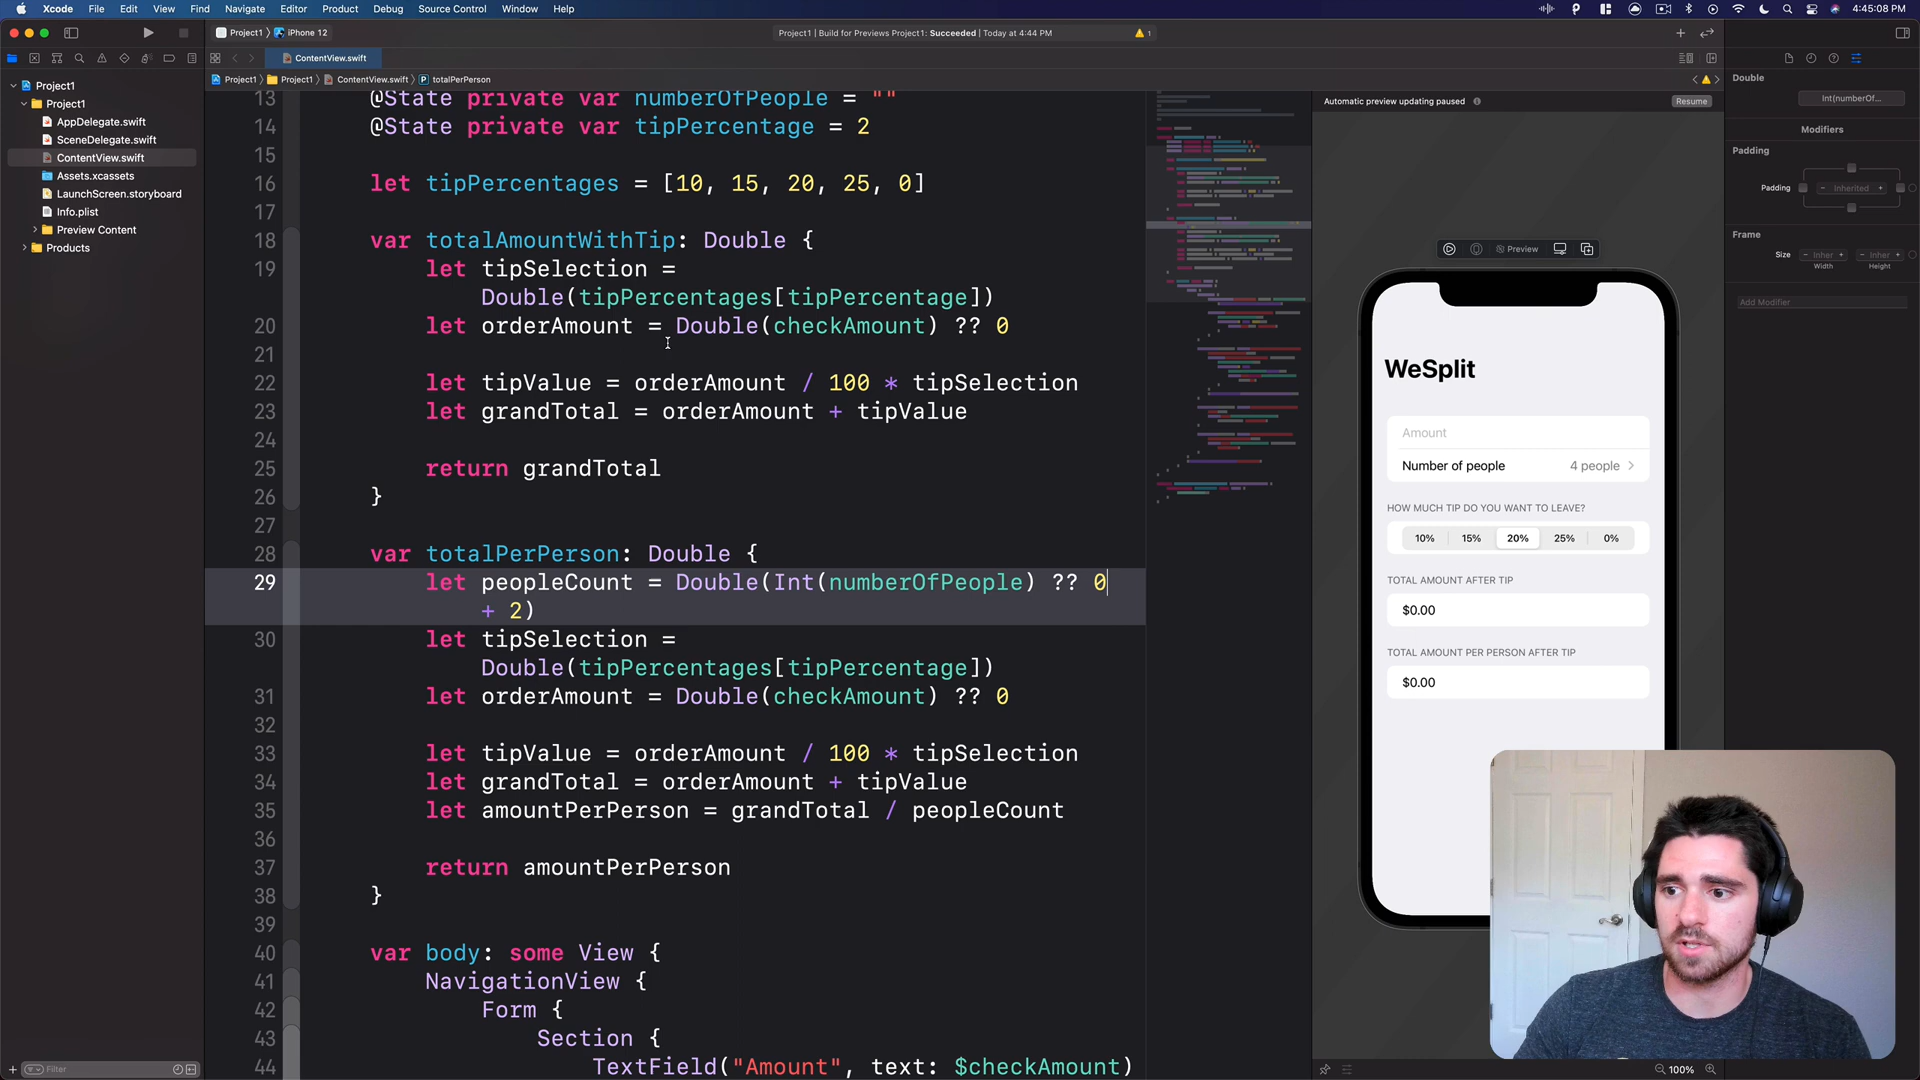 Xcode File Edit View Find Navigate Editor Product Debug Source Control Window Help
4:45:08 PM
Project1 iPhone 12
Project1 | Build for Previews Project1: Succeeded | Today at 4:44 PM
1
ContentView.swift
Project1 Project1 ContentView.swift P totalPerPerson
Project1
Project1
AppDelegate.swift
SceneDelegate.swift
ContentView.swift
Assets.xcassets
LaunchScreen.storyboard
Info.plist
Preview Content
Products
Filter
13 @State private var numberOfPeople = ""
14 @State private var tipPercentage = 2
15
16 let tipPercentages = [10, 15, 20, 25, 0]
17
18 var totalAmountWithTip: Double {
19 let tipSelection =
Double(tipPercentages[tipPercentage])
20 let orderAmount = Double(checkAmount) ?? 0
21
22 let tipValue = orderAmount / 100 * tipSelection
23 let grandTotal = orderAmount + tipValue
24
25 return grandTotal
26 }
27
28 var totalPerPerson: Double {
29 let peopleCount = Double(Int(numberOfPeople) ?? 0
+ 2)
30 let tipSelection =
Double(tipPercentages[tipPercentage])
31 let orderAmount = Double(checkAmount) ?? 0
32
33 let tipValue = orderAmount / 100 * tipSelection
34 let grandTotal = orderAmount + tipValue
35 let amountPerPerson = grandTotal / peopleCount
36
37 return amountPerPerson
38 }
39
40 var body: some View {
41 NavigationView {
42 Form {
43 Section {
44 TextField("Amount", text: $checkAmount)
Automatic preview updating paused
Resume
Preview
WeSplit
Amount
Number of people 4 people
HOW MUCH TIP DO YOU WANT TO LEAVE?
10% 15% 20% 25% 0%
TOTAL AMOUNT AFTER TIP
$0.00
TOTAL AMOUNT PER PERSON AFTER TIP
$0.00
100%
Double
Int(numberOf...
Modifiers
Padding
Padding − Inherited +
Frame
Size − Inher + − Inher +
Width Height
Add Modifier